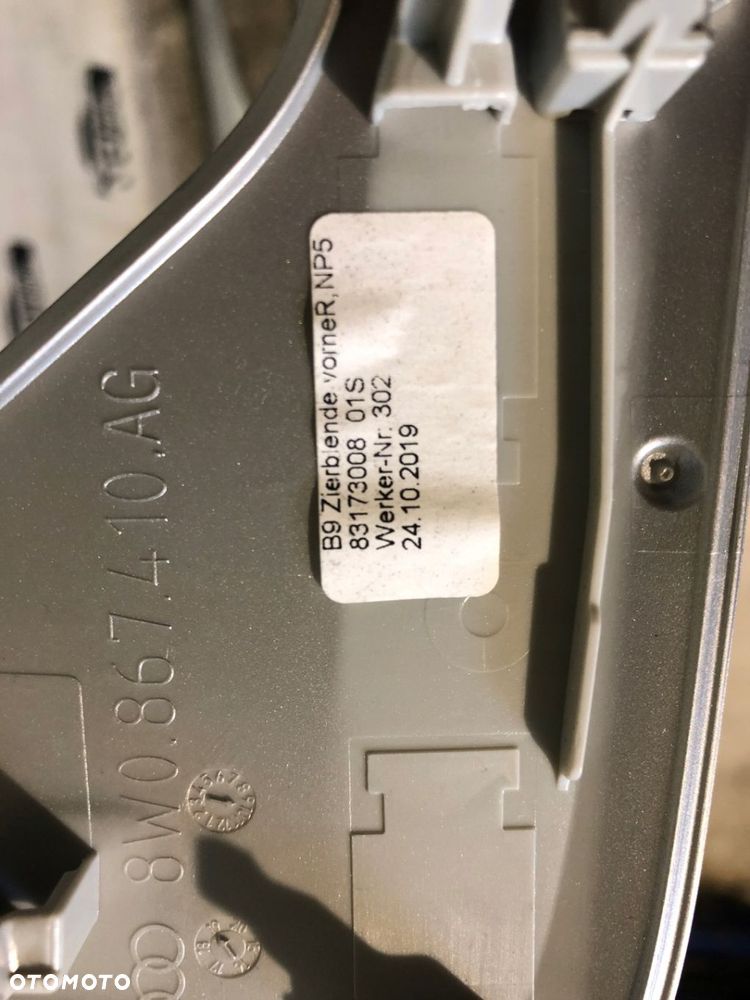 B9 Zierblende vorneR,NP5
83173008 01S
Werker-Nr: 302
24.10.2019
8W0.867.410.AG
OTOMOTO